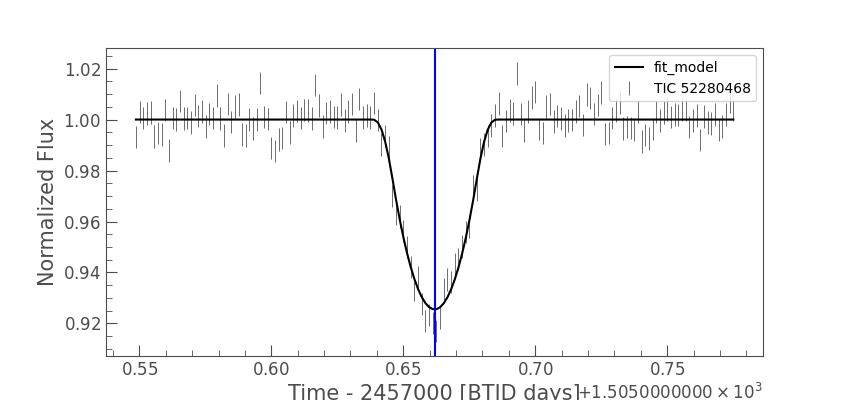 fit_model
TIC 52280468
1.02
1.00
0.98
0.96
0.94
0.92
Normalized Flux
0.55 0.60 0.65 0.70 0.75
Time - 2457000 [BTJD days]
+1.5050000000 × 10³